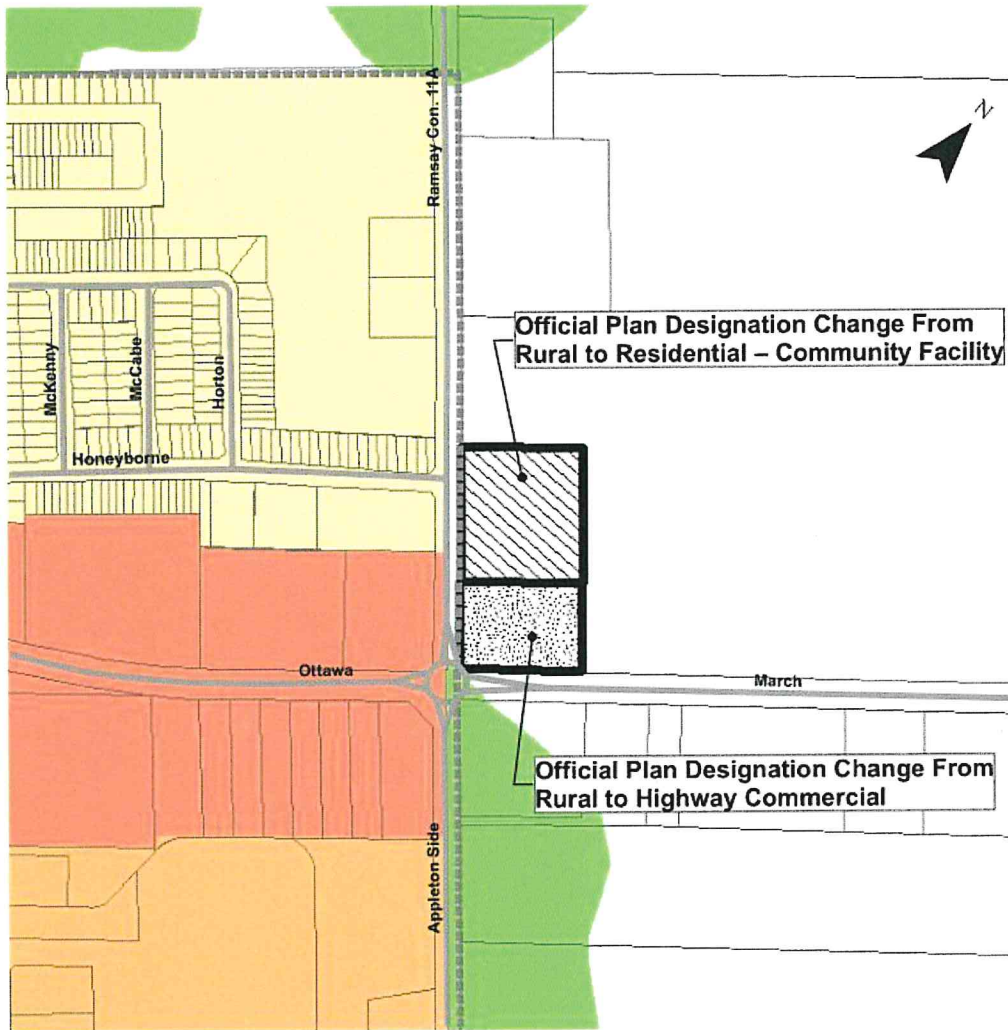 Ramsay Con. 11A
N
Official Plan Designation Change From
Rural to Residential – Community Facility
McKenny
McCabe
Horton
Honeyborne
Ottawa
March
Official Plan Designation Change From
Rural to Highway Commercial
Appleton Side